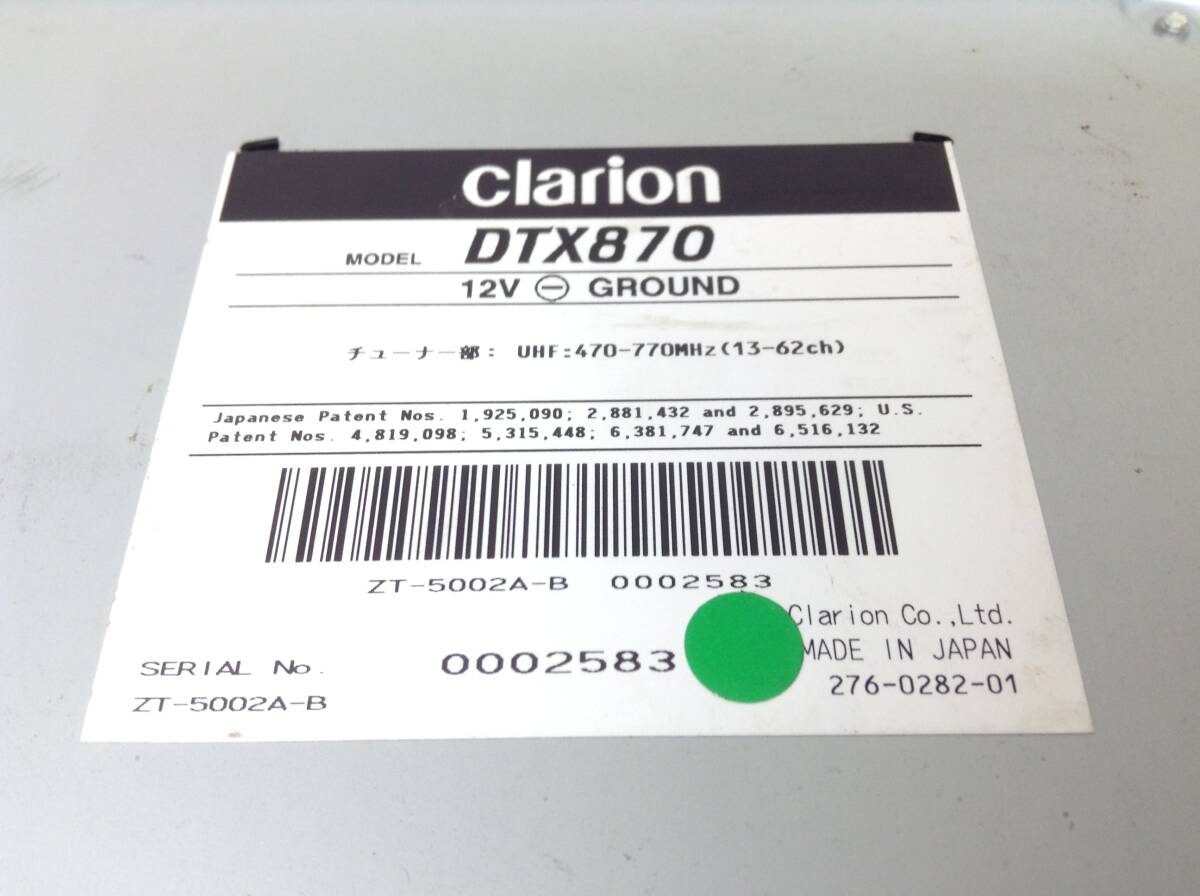 clarion
MODEL DTX870
12V ⊖ GROUND
チューナー部: UHF:470-770MHz(13-62ch)
Japanese Patent Nos. 1,925,090; 2,881,432 and 2,895,629; U.S.
Patent Nos. 4,819,098; 5,315,448; 6,381,747 and 6,516,132
ZT-5002A-B 0002583
Clarion Co.,Ltd.
MADE IN JAPAN
276-0282-01
SERIAL No. 0002583
ZT-5002A-B